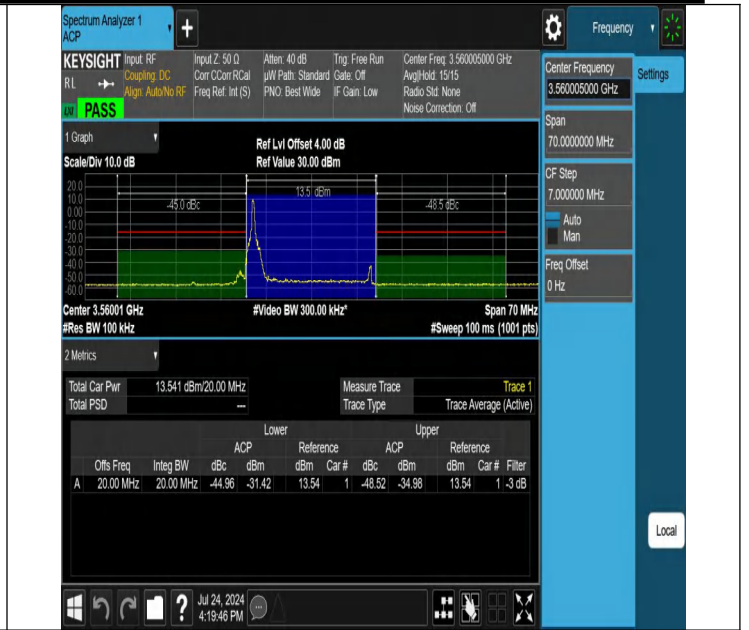 Spectrum Analyzer 1
ACP
+
Frequency
KEYSIGHT Input: RF Input Z: 50 Ω Atten: 40 dB Trig: Free Run Center Freq: 3.560005000 GHz
RL Coupling: DC Corr CCorr RCal µW Path: Standard Gate: Off Avg|Hold: 15/15
Align: Auto/No RF Freq Ref: Int (S) PNO: Best Wide IF Gain: Low Radio Std: None
PASS Noise Correction: Off
Center Frequency
3.560005000 GHz
Settings
Span
70.0000000 MHz
CF Step
7.000000 MHz
Auto
Man
Freq Offset
0 Hz
1 Graph
Ref Lvl Offset 4.00 dB
Scale/Div 10.0 dB Ref Value 30.00 dBm
20.0
10.0
0.00
-10.0
-20.0
-30.0
-40.0
-50.0
-60.0
-45.0 dBc 13.5 dBm -48.5 dBc
Center 3.56001 GHz #Video BW 300.00 kHz* Span 70 MHz
#Res BW 100 kHz #Sweep 100 ms (1001 pts)
2 Metrics
Total Car Pwr 13.541 dBm/20.00 MHz Measure Trace Trace 1
Total PSD --- Trace Type Trace Average (Active)
Lower Upper
ACP Reference ACP Reference
Offs Freq Integ BW dBc dBm dBm Car # dBc dBm dBm Car # Filter
A 20.00 MHz 20.00 MHz -44.96 -31.42 13.54 1 -48.52 -34.98 13.54 1 -3 dB
Local
? Jul 24, 2024
4:19:46 PM